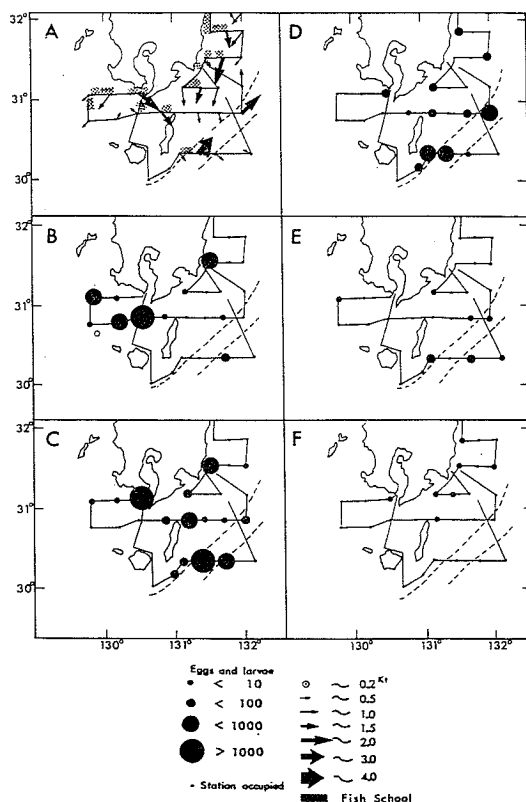 A
D
32°
31°
30°
B
E
32°
31°
30°
C
F
32°
31°
30°
130° 131° 132° 130° 131° 132°
Eggs and larvae
< 10
< 100
< 1000
> 1000
• Station occupied
0.2 Kt
0.5
1.0
1.5
2.0
3.0
4.0
Fish School